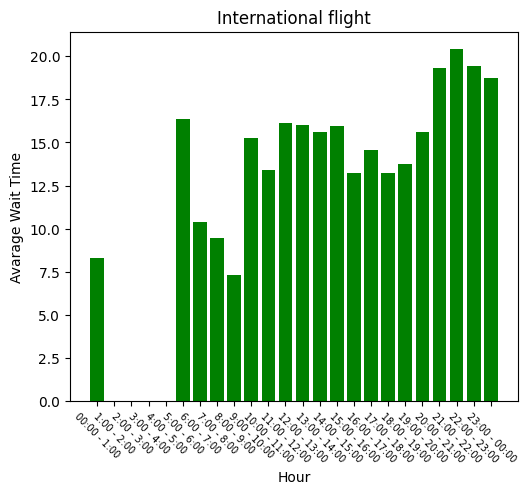 International flight
20.0
17.5
15.0
12.5
10.0
7.5
5.0
2.5
0.0
Avarage Wait Time
00:00 - 1:00
1:00 - 2:00
2:00 - 3:00
3:00 - 4:00
4:00 - 5:00
5:00 - 6:00
6:00 - 7:00
7:00 - 8:00
8:00 - 9:00
9:00 - 10:00
10:00 - 11:00
11:00 - 12:00
12:00 - 13:00
13:00 - 14:00
14:00 - 15:00
15:00 - 16:00
16:00 - 17:00
17:00 - 18:00
18:00 - 19:00
19:00 - 20:00
20:00 - 21:00
21:00 - 22:00
22:00 - 23:00
23:00 - 00:00
Hour